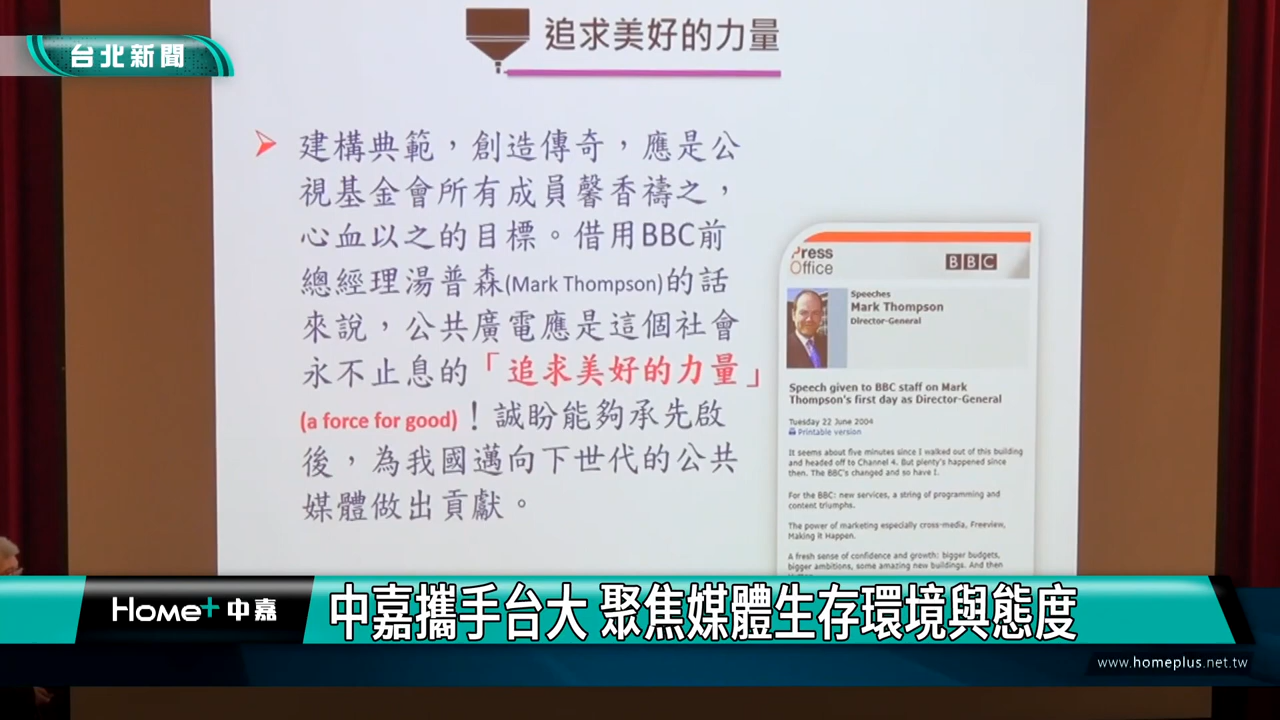 台北新聞
追求美好的力量
建構典範，創造傳奇，應是公
視基金會所有成員馨香禱之，
心血以之的目標。借用BBC前
總經理湯普森(Mark Thompson)的話
來說，公共廣電應是這個社會
永不止息的「追求美好的力量」
(a force for good)！誠盼能夠承先啟
後，為我國邁向下世代的公共
媒體做出貢獻。
Press
Office
BBC
Speeches
Mark Thompson
Director-General
Speech given to BBC staff on Mark
Thompson's first day as Director-General
Tuesday 22 June 2004
Printable version
It seems about five minutes since I walked out of this building
and headed off to Channel 4. But plenty's happened since
then. The BBC's changed and so have I.
For the BBC: new services, a string of programming and
content triumphs.
The power of marketing especially cross-media, Freeview,
Making it Happen.
A fresh sense of confidence and growth: bigger budgets,
bigger ambitions, some amazing new buildings. And then
Home+ 中嘉
中嘉攜手台大 聚焦媒體生存環境與態度
www.homeplus.net.tw